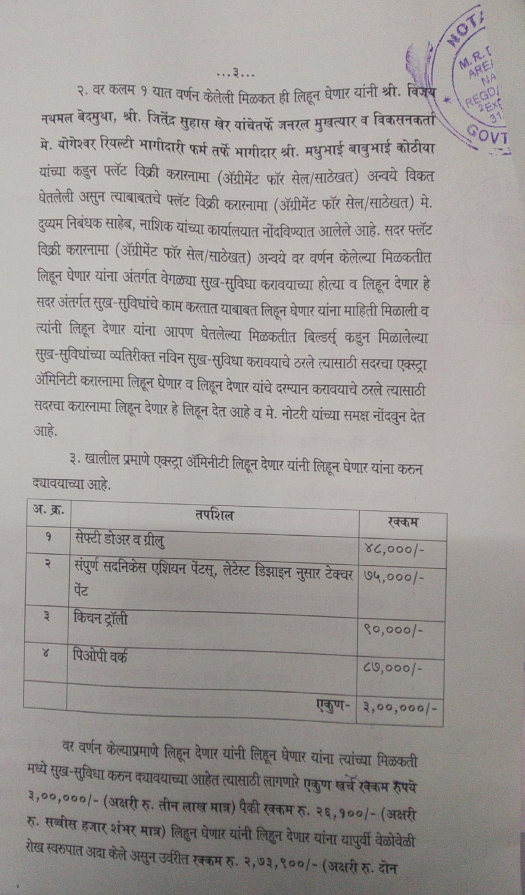 ...३...
NOTA
M.R.
ARE
NA
REGD.
EXP
31
GOVT
२. वर कलम १ यात वर्णन केलेली मिळकत ही लिहून घेणार यांनी श्री. विजय
नथमल बेदमुथा, श्री. जितेंद्र सुहास खेर यांचेतर्फे जनरल मुखत्यार व विकसनकर्ता
मे. योगेश्वर रियल्टी भागीदारी फर्म तर्फे भागीदार श्री. मधुभाई बाबुभाई कोटीया
यांच्या कडुन फ्लॅट विक्री करारनामा (ॲग्रीमेंट फॉर सेल/साठेखत) अन्वये विकत
घेतलेली असुन त्याबाबतचे फ्लॅट विक्री करारनामा (ॲग्रीमेंट फॉर सेल/साठेखत) मे.
दुय्यम निबंधक साहेब, नाशिक यांच्या कार्यालयात नोंदविण्यात आलेले आहे. सदर फ्लॅट
विक्री करारनामा (ॲग्रीमेंट फॉर सेल/साठेखत) अन्वये वर वर्णन केलेल्या मिळकतीत
लिहून घेणार यांना अंतर्गत वेगळ्या सुख-सुविधा करावयाच्या होत्या व लिहून देणार हे
सदर अंतर्गत सुख-सुविधांचे काम करतात याबाबत लिहून घेणार यांना माहिती मिळाली व
त्यांनी लिहून देणार यांना आपण घेतलेल्या मिळकतीत बिल्डर्स् कडुन मिळालेल्या
सुख-सुविधांच्या व्यतिरीक्त नविन सुख-सुविधा करावयाचे ठरले त्यासाठी सदरचा एक्स्ट्रा
ॲमिनिटी करारनामा लिहून घेणार व लिहून देणार यांचे दरम्यान करावयाचे ठरले त्यासाठी
सदरचा करारनामा लिहून देणार हे लिहून देत आहे व मे. नोटरी यांच्या समक्ष नोंदवुन देत
आहे.
३. खालील प्रमाणे एक्स्ट्रा ॲमिनीटी लिहून देणार यांनी लिहून घेणार यांना करुन
द्यावयाच्या आहे.
अ. क्र. तपशिल रक्कम
१ सेफ्टी डोअर व ग्रील् ४८,०००/-
२ संपुर्ण सदनिकेस एशियन पेंटस्, लेटेस्ट डिझाइन नुसार टेक्चर ७५,०००/-
पेंट
३ किचन ट्रॉली ९०,०००/-
४ पिओपी वर्क ८७,०००/-
एकुण- ३,००,०००/-
वर वर्णन केल्याप्रमाणे लिहून देणार यांनी लिहून घेणार यांना त्यांच्या मिळकती
मध्ये सुख-सुविधा करुन द्यावयाच्या आहेत त्यासाठी लागणारे एकुण खर्च रक्कम रुपये
३,००,०००/- (अक्षरी रु. तीन लाख मात्र) पैकी रक्कम रु. २६,१००/- (अक्षरी
रु. सव्वीस हजार शंभर मात्र) लिहून घेणार यांनी लिहून देणार यांना यापुर्वी वेळोवेळी
रोख स्वरुपात अदा केले असुन उर्वरीत रक्कम रु. २,७३,९००/- (अक्षरी रु. दोन